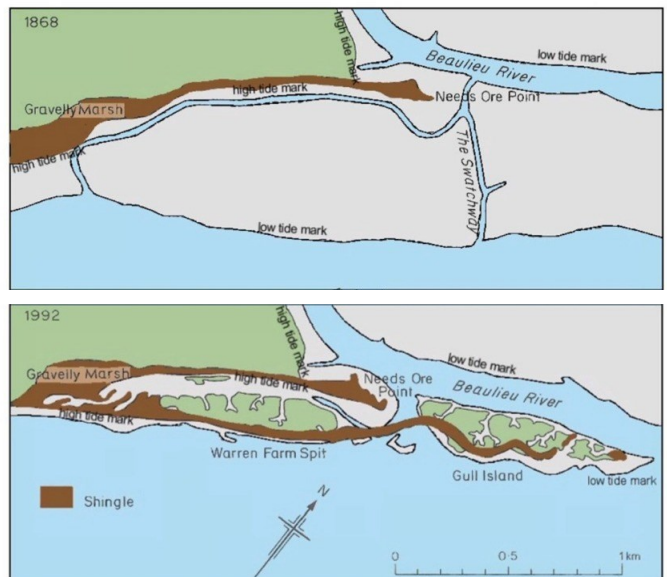 1868
high tide mark
Beaulieu River
low tide mark
high tide mark
Needs Ore Point
Gravelly Marsh
high tide mark
The Swatchway
low tide mark
1992
high tide mark
low tide mark
Gravelly Marsh
high tide mark
Needs Ore
Point
Beaulieu River
high tide mark
Warren Farm Spit
Gull Island
low tide mark
Shingle
N
0
0·5
1km